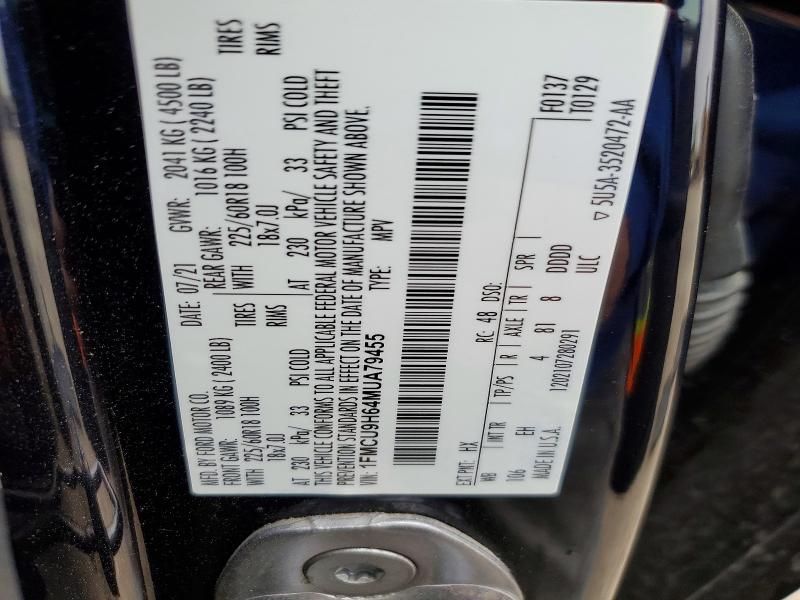 MFD. BY FORD MOTOR CO.
DATE: 07/21 GVWR: 2041 KG ( 4500 LB)
FRONT GAWR: 1089 KG ( 2400 LB) REAR GAWR: 1016 KG ( 2240 LB)
WITH 225/60R18 100H TIRES WITH 225/60R18 100H TIRES
18x7.0J RIMS 18x7.0J RIMS
AT 230 kPa/ 33 PSI COLD AT 230 kPa/ 33 PSI COLD
THIS VEHICLE CONFORMS TO ALL APPLICABLE FEDERAL MOTOR VEHICLE SAFETY AND THEFT
PREVENTION STANDARDS IN EFFECT ON THE DATE OF MANUFACTURE SHOWN ABOVE.
VIN: 1FMCU9H64MUA79455 TYPE: MPV
EXT PNT: HX RC: 48 DSO: F0137
WB INT TR TP/PS R AXLE TR SPR T0129
106 EH 4 81 8 DDDD
MADE IN U.S.A. 1202107280291 ULC
▽ 5U5A-3520472-AA